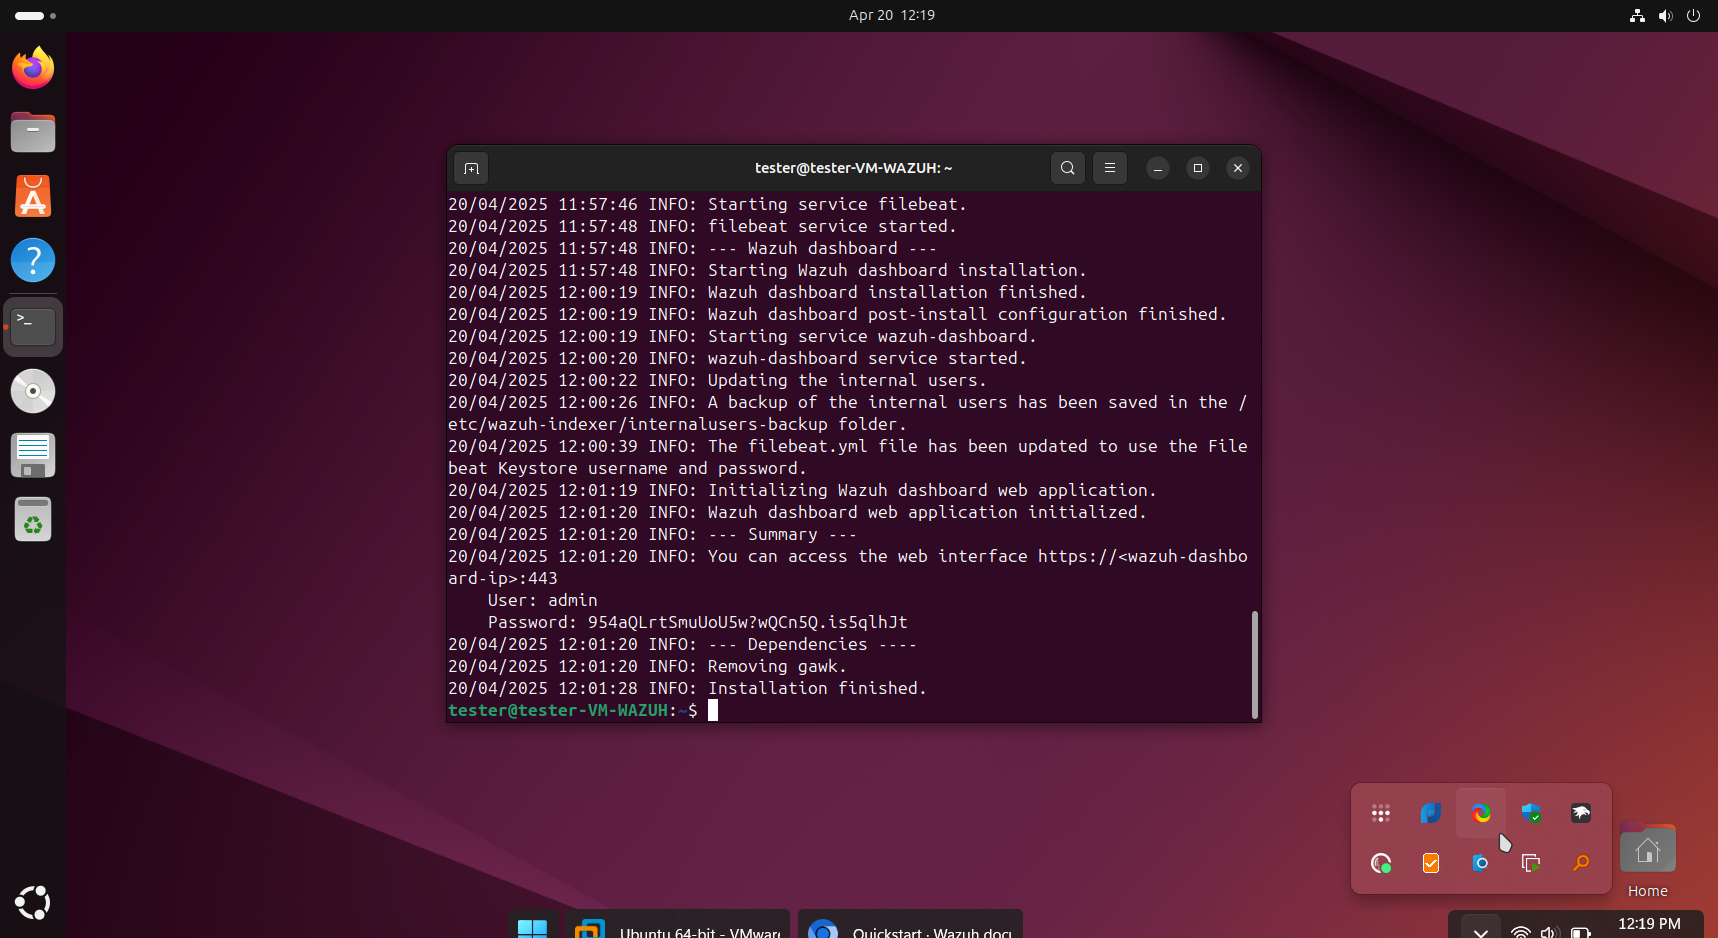 Apr 20 12:19
tester@tester-VM-WAZUH: ~
20/04/2025 11:57:46 INFO: Starting service filebeat.
20/04/2025 11:57:48 INFO: filebeat service started.
20/04/2025 11:57:48 INFO: --- Wazuh dashboard ---
20/04/2025 11:57:48 INFO: Starting Wazuh dashboard installation.
20/04/2025 12:00:19 INFO: Wazuh dashboard installation finished.
20/04/2025 12:00:19 INFO: Wazuh dashboard post-install configuration finished.
20/04/2025 12:00:19 INFO: Starting service wazuh-dashboard.
20/04/2025 12:00:20 INFO: wazuh-dashboard service started.
20/04/2025 12:00:22 INFO: Updating the internal users.
20/04/2025 12:00:26 INFO: A backup of the internal users has been saved in the /
etc/wazuh-indexer/internalusers-backup folder.
20/04/2025 12:00:39 INFO: The filebeat.yml file has been updated to use the File
beat Keystore username and password.
20/04/2025 12:01:19 INFO: Initializing Wazuh dashboard web application.
20/04/2025 12:01:20 INFO: Wazuh dashboard web application initialized.
20/04/2025 12:01:20 INFO: --- Summary ---
20/04/2025 12:01:20 INFO: You can access the web interface https://<wazuh-dashbo
ard-ip>:443
    User: admin
    Password: 954aQLrtSmuUoU5w?wQCn5Q.is5qlhJt
20/04/2025 12:01:20 INFO: --- Dependencies ----
20/04/2025 12:01:20 INFO: Removing gawk.
20/04/2025 12:01:28 INFO: Installation finished.
tester@tester-VM-WAZUH:~$
Home
Ubuntu 64-bit - VMware
Quickstart · Wazuh docu
12:19 PM